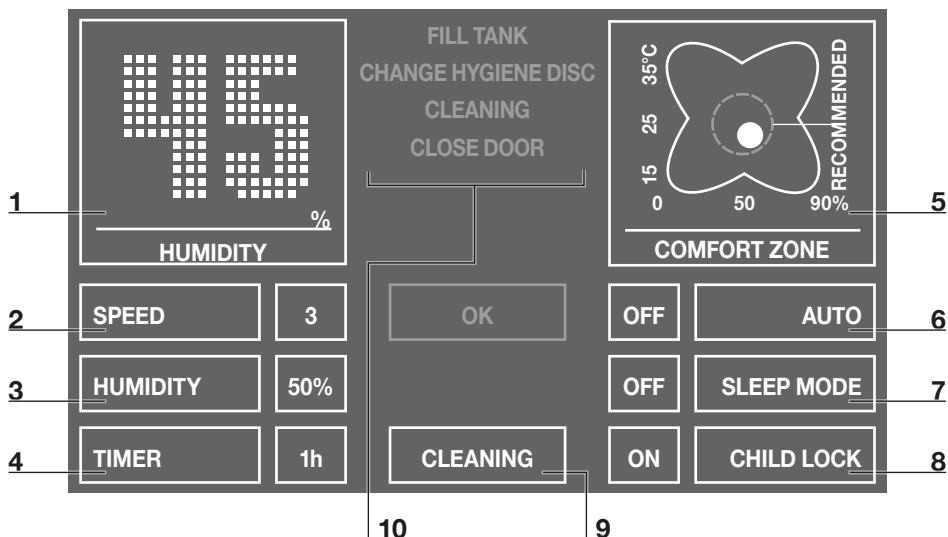 45
%
HUMIDITY
FILL TANK
CHANGE HYGIENE DISC
CLEANING
CLOSE DOOR
35°C
25
15
0 50 90%
RECOMMENDED
COMFORT ZONE
1
5
2
SPEED 3
OK
OFF AUTO
6
3
HUMIDITY 50%
OFF SLEEP MODE
7
4
TIMER 1h
CLEANING
ON CHILD LOCK
8
10
9